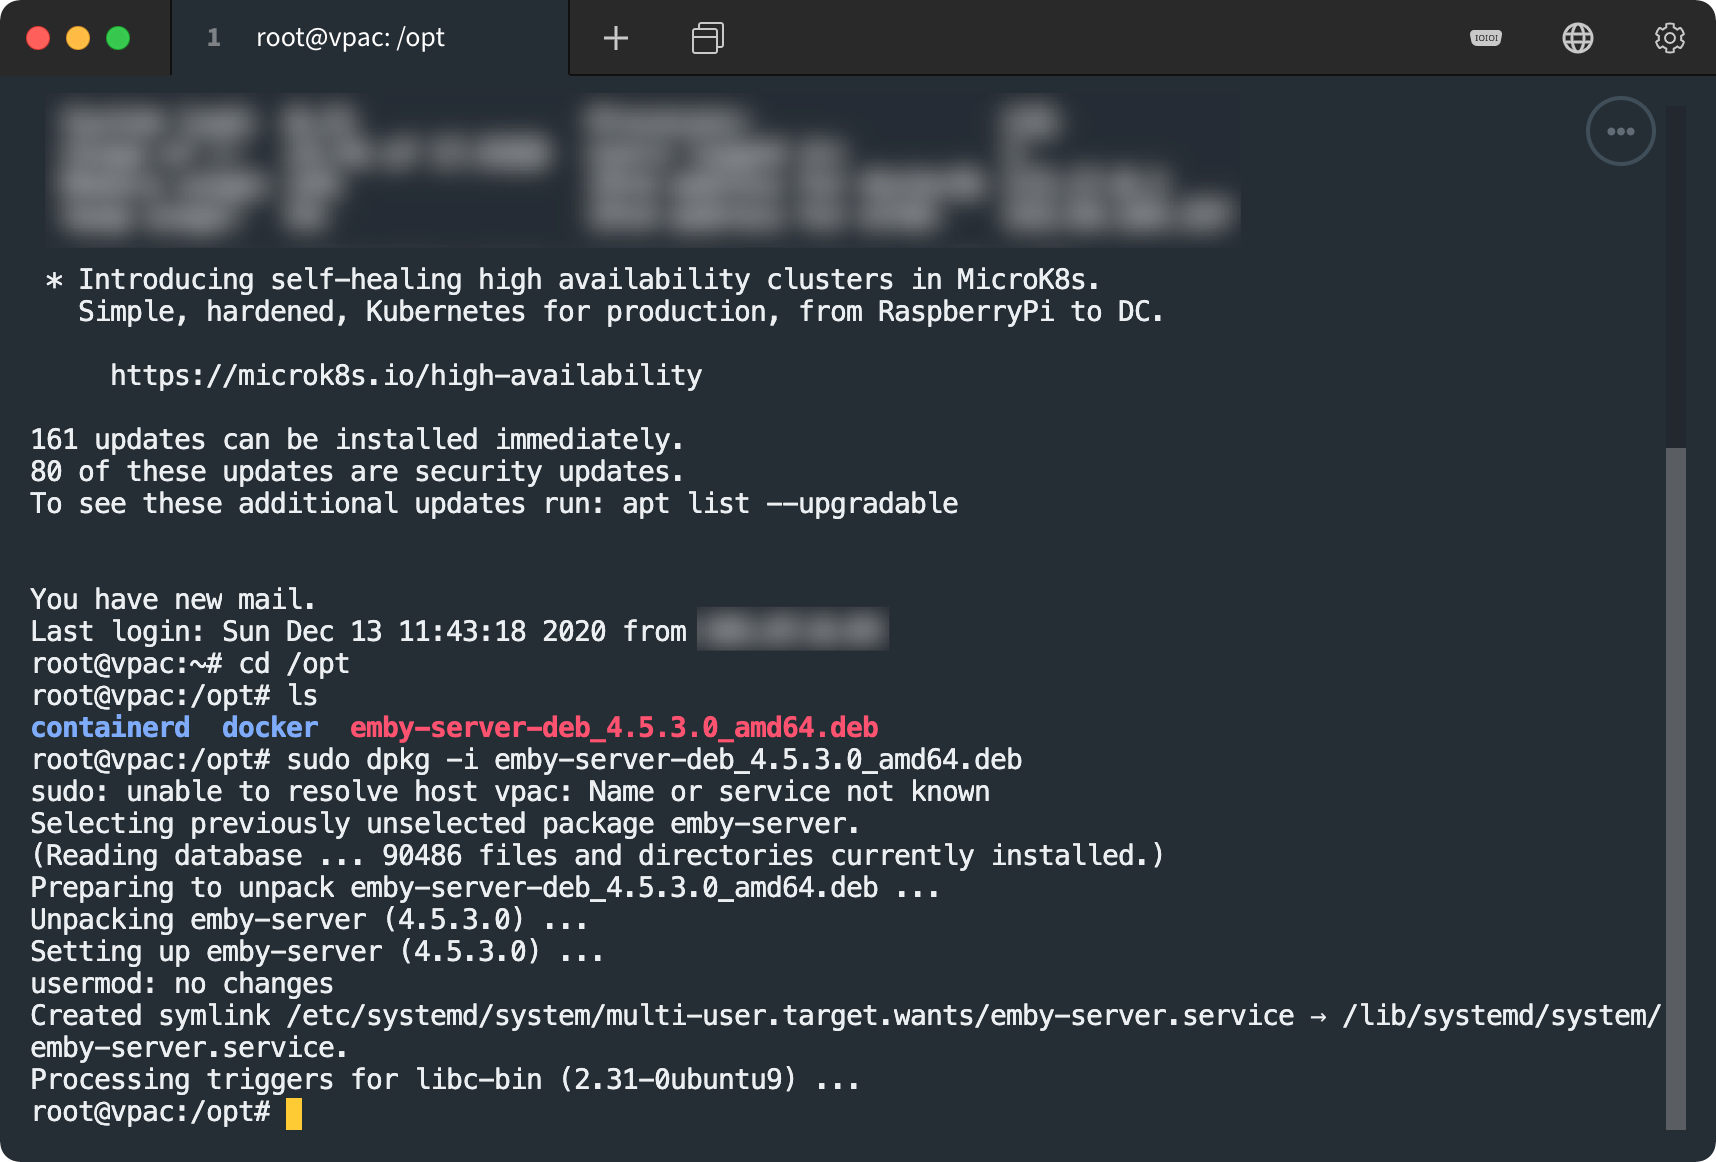 1 root@vpac: /opt
IOIOI
* Introducing self-healing high availability clusters in MicroK8s.
Simple, hardened, Kubernetes for production, from RaspberryPi to DC.
https://microk8s.io/high-availability
161 updates can be installed immediately.
80 of these updates are security updates.
To see these additional updates run: apt list --upgradable
You have new mail.
Last login: Sun Dec 13 11:43:18 2020 from
root@vpac:~# cd /opt
root@vpac:/opt# ls
containerd  docker  emby-server-deb_4.5.3.0_amd64.deb
root@vpac:/opt# sudo dpkg -i emby-server-deb_4.5.3.0_amd64.deb
sudo: unable to resolve host vpac: Name or service not known
Selecting previously unselected package emby-server.
(Reading database ... 90486 files and directories currently installed.)
Preparing to unpack emby-server-deb_4.5.3.0_amd64.deb ...
Unpacking emby-server (4.5.3.0) ...
Setting up emby-server (4.5.3.0) ...
usermod: no changes
Created symlink /etc/systemd/system/multi-user.target.wants/emby-server.service → /lib/systemd/system/
emby-server.service.
Processing triggers for libc-bin (2.31-0ubuntu9) ...
root@vpac:/opt#